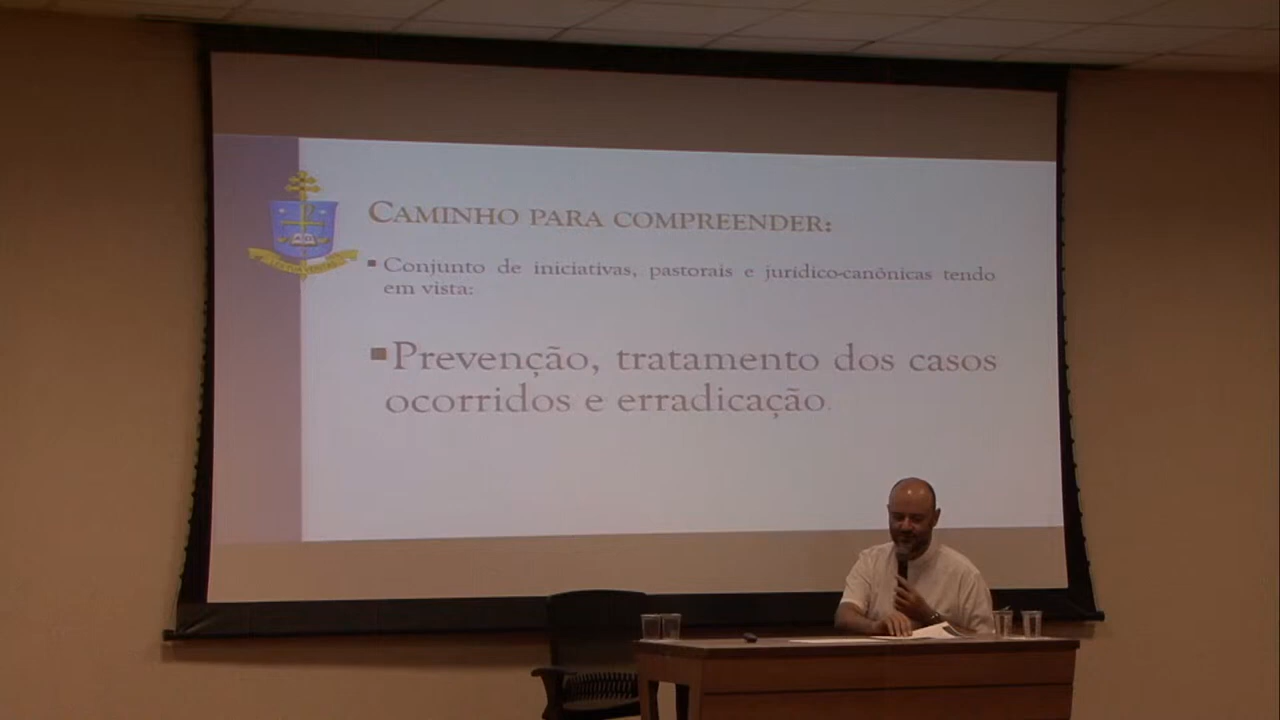 CAMINHO PARA COMPREENDER:
▪ Conjunto de iniciativas, pastorais e jurídico-canônicas tendo
em vista:
▪ Prevenção, tratamento dos casos
ocorridos e erradicação.